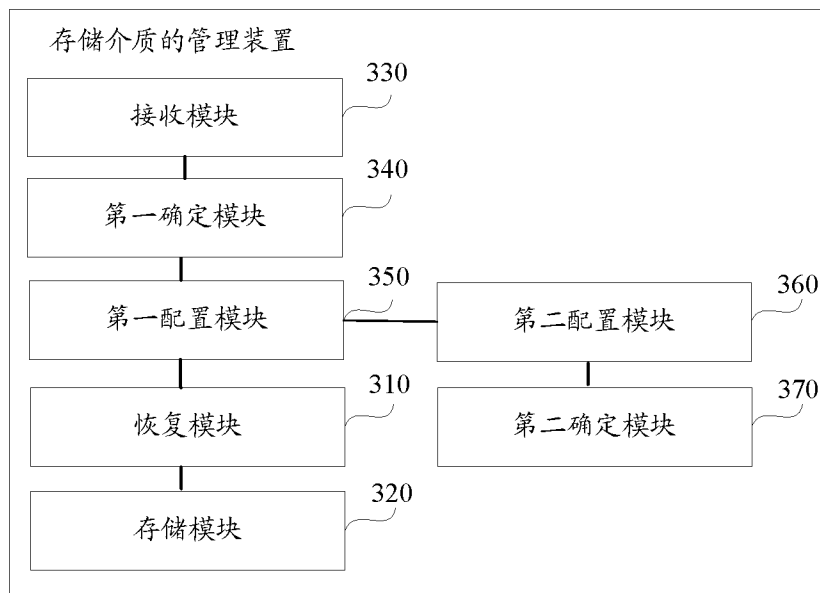 存储介质的管理装置
330
接收模块
340
第一确定模块
350
第一配置模块
360
第二配置模块
310
恢复模块
370
第二确定模块
320
存储模块